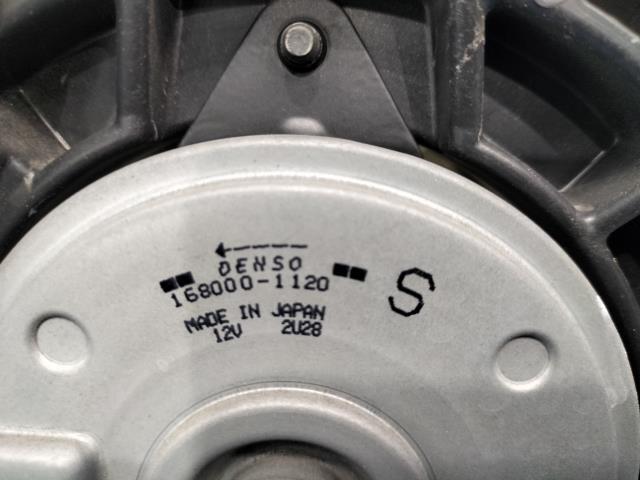 DENSO
168000-1120
S
MADE IN JAPAN
12V 2U28